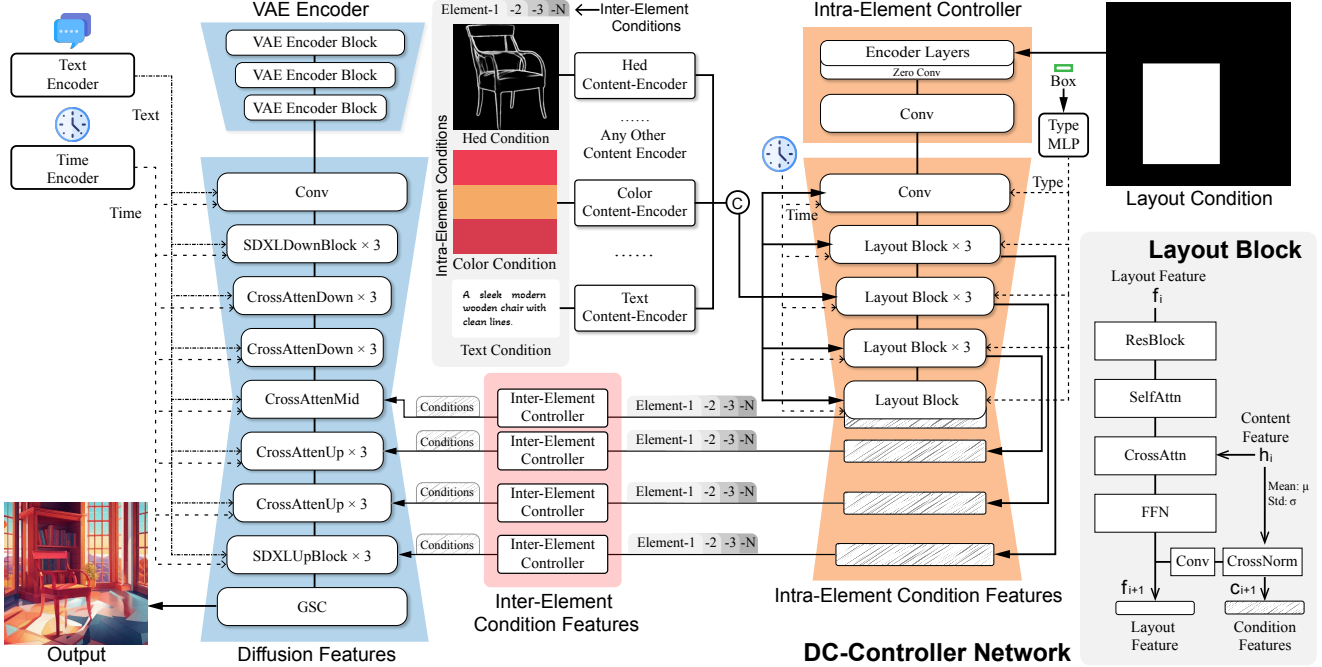 VAE Encoder
Element-1 -2 -3 -N
Inter-Element
Conditions
Intra-Element Controller
Text
Encoder
Time
Encoder
Text
Time
VAE Encoder Block
VAE Encoder Block
VAE Encoder Block
Conv
SDXLDownBlock × 3
CrossAttenDown × 3
CrossAttenDown × 3
CrossAttenMid
CrossAttenUp × 3
CrossAttenUp × 3
SDXLUpBlock × 3
GSC
Output
Diffusion Features
Intra-Element Conditions
Hed Condition
Color Condition
A sleek modern
wooden chair with
clean lines.
Text Condition
Hed
Content-Encoder
......
Any Other
Content Encoder
Color
Content-Encoder
......
Text
Content-Encoder
C
Conditions
Inter-Element
Controller
Element-1 -2 -3 -N
Conditions
Inter-Element
Controller
Element-1 -2 -3 -N
Conditions
Inter-Element
Controller
Element-1 -2 -3 -N
Conditions
Inter-Element
Controller
Element-1 -2 -3 -N
Inter-Element
Condition Features
Encoder Layers
Zero Conv
Conv
Time
Conv
Layout Block × 3
Layout Block × 3
Layout Block × 3
Layout Block
Intra-Element Condition Features
DC-Controller Network
Box
Type
MLP
Type
Layout Condition
Layout Block
Layout Feature
fi
ResBlock
SelfAttn
CrossAttn
FFN
Content
Feature
hi
Mean: μ
Std: σ
Conv
CrossNorm
fi+1
ci+1
Layout
Feature
Condition
Features